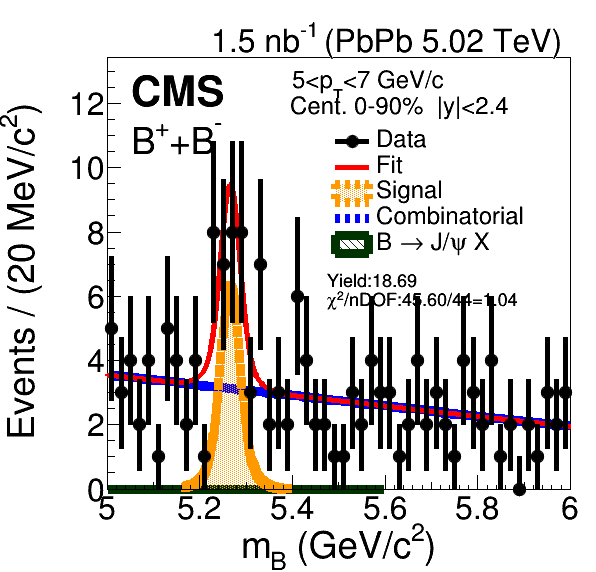 1.5 nb⁻¹ (PbPb 5.02 TeV)
CMS
5<p_T<7 GeV/c
Cent. 0-90% |y|<2.4
B⁺+B⁻
Data
Fit
Signal
Combinatorial
B → J/ψ X
Yield:18.69
χ²/nDOF:45.60/44=1.04
Events / (20 MeV/c²)
12
10
8
6
4
2
0
5 5.2 5.4 5.6 5.8 6
m_B (GeV/c²)